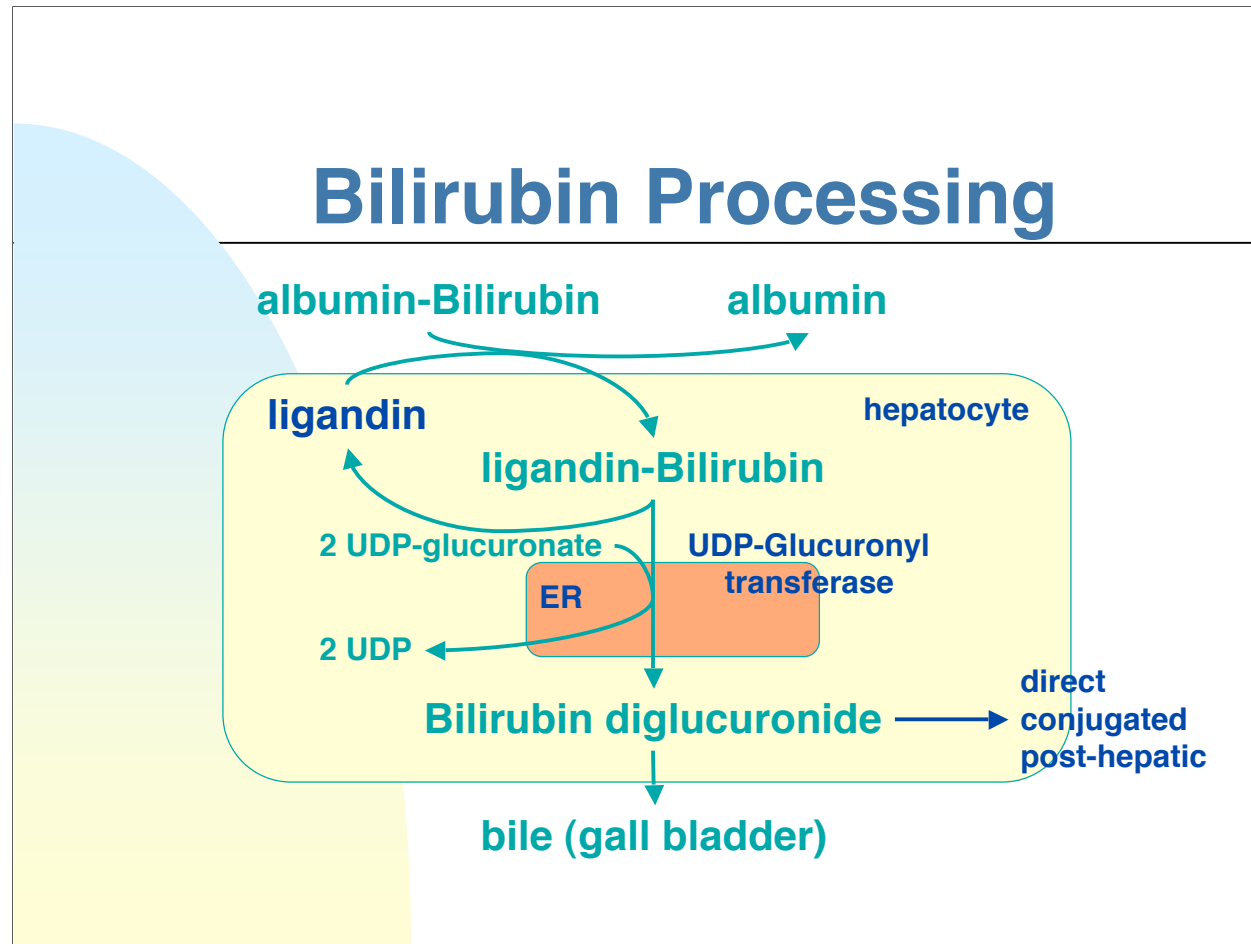 Bilirubin Processing
albumin-Bilirubin
albumin
ligandin
hepatocyte
ligandin-Bilirubin
2 UDP-glucuronate
UDP-Glucuronyl
transferase
ER
2 UDP
Bilirubin diglucuronide
direct
conjugated
post-hepatic
bile (gall bladder)